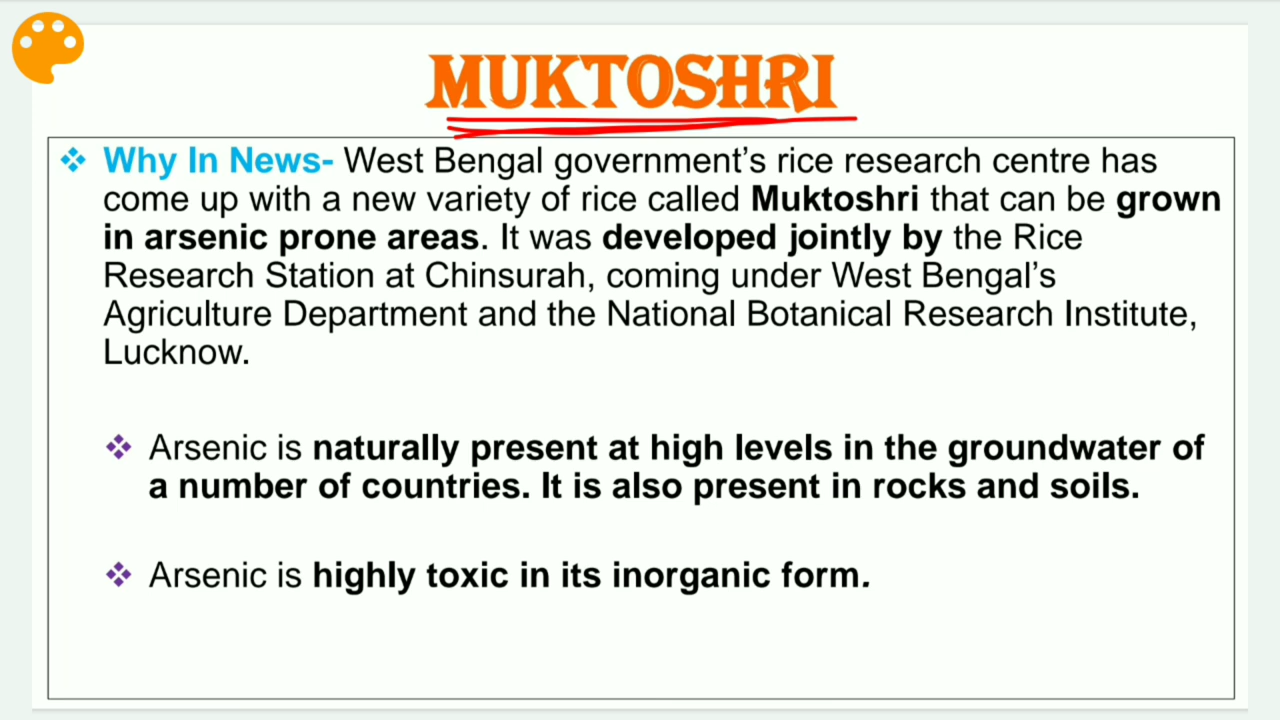 MUKTOSHRI
Why In News- West Bengal government’s rice research centre has
come up with a new variety of rice called Muktoshri that can be grown
in arsenic prone areas. It was developed jointly by the Rice
Research Station at Chinsurah, coming under West Bengal’s
Agriculture Department and the National Botanical Research Institute,
Lucknow.
Arsenic is naturally present at high levels in the groundwater of
a number of countries. It is also present in rocks and soils.
Arsenic is highly toxic in its inorganic form.